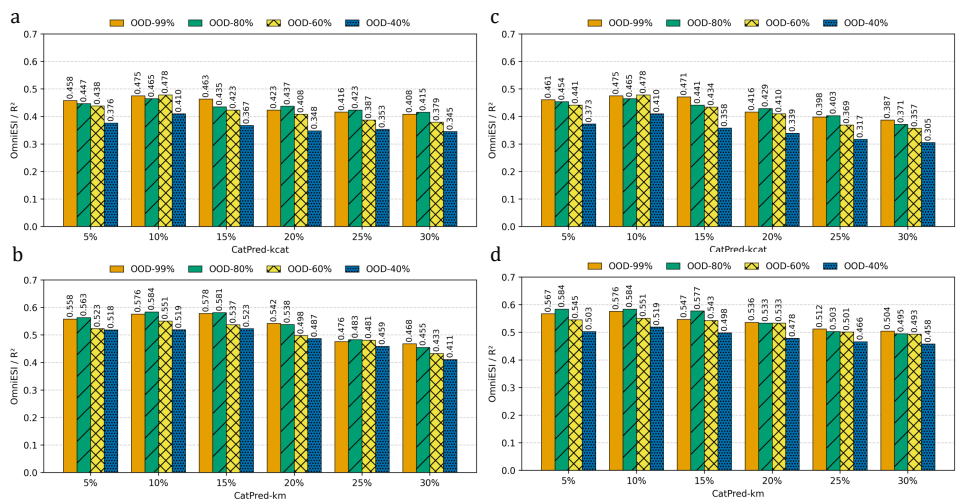 a
OOD-99% OOD-80% OOD-60% OOD-40%
OmniESI / R²
0.7
0.6
0.5
0.4
0.3
0.2
0.1
0.0
0.458 0.447 0.438 0.376
0.475 0.465 0.478 0.410
0.463 0.435 0.423 0.367
0.423 0.437 0.408 0.348
0.416 0.423 0.387 0.353
0.408 0.415 0.379 0.345
5% 10% 15% 20% 25% 30%
CatPred-kcat
c
OOD-99% OOD-80% OOD-60% OOD-40%
OmniESI / R²
0.7
0.6
0.5
0.4
0.3
0.2
0.1
0.0
0.461 0.454 0.441 0.373
0.475 0.465 0.478 0.410
0.471 0.441 0.434 0.358
0.416 0.429 0.410 0.339
0.398 0.403 0.369 0.317
0.387 0.371 0.357 0.305
5% 10% 15% 20% 25% 30%
CatPred-kcat
b
OOD-99% OOD-80% OOD-60% OOD-40%
OmniESI / R²
0.7
0.6
0.5
0.4
0.3
0.2
0.1
0.0
0.558 0.563 0.523 0.518
0.576 0.584 0.551 0.519
0.578 0.581 0.537 0.523
0.542 0.538 0.498 0.487
0.476 0.483 0.481 0.459
0.468 0.455 0.433 0.411
5% 10% 15% 20% 25% 30%
CatPred-km
d
OOD-99% OOD-80% OOD-60% OOD-40%
OmniESI / R²
0.7
0.6
0.5
0.4
0.3
0.2
0.1
0.0
0.567 0.584 0.545 0.503
0.576 0.584 0.551 0.519
0.547 0.577 0.543 0.498
0.536 0.533 0.533 0.478
0.512 0.503 0.501 0.466
0.504 0.495 0.493 0.458
5% 10% 15% 20% 25% 30%
CatPred-km